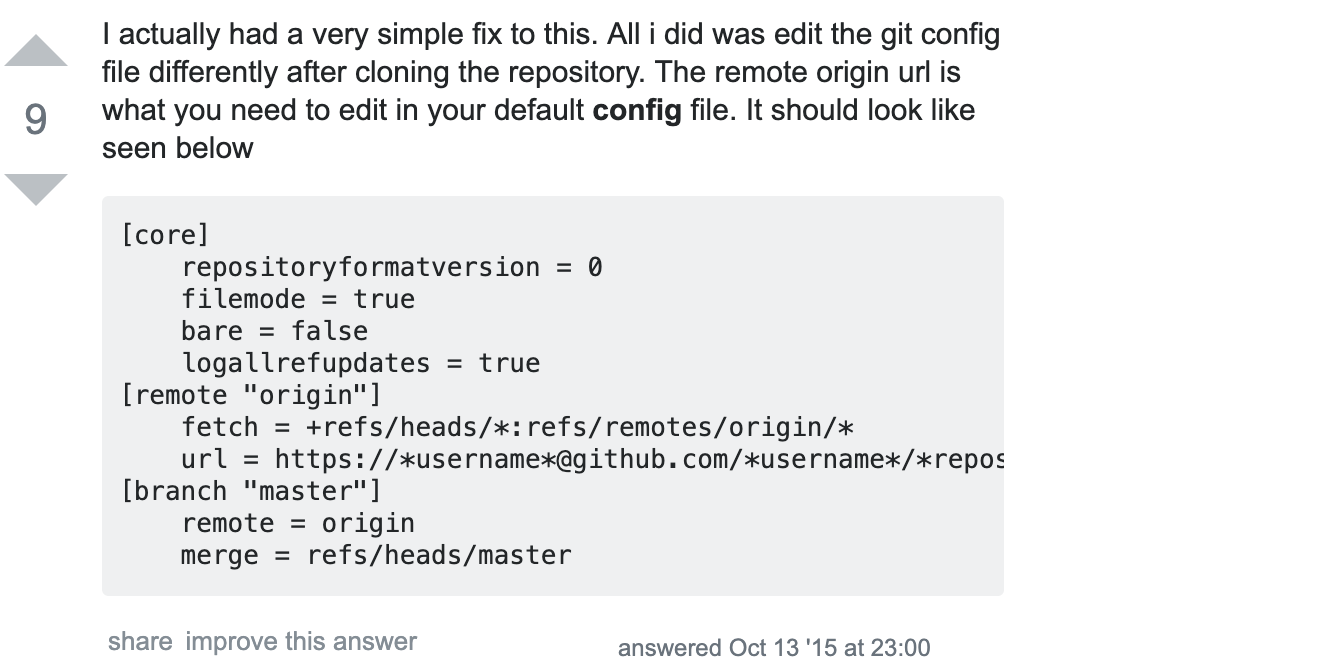 I actually had a very simple fix to this. All i did was edit the git config
file differently after cloning the repository. The remote origin url is
9
what you need to edit in your default config file. It should look like
seen below
[core]
    repositoryformatversion = 0
    filemode = true
    bare = false
    logallrefupdates = true
[remote "origin"]
    fetch = +refs/heads/*:refs/remotes/origin/*
    url = https://*username*@github.com/*username*/*repos
[branch "master"]
    remote = origin
    merge = refs/heads/master
share improve this answer
answered Oct 13 '15 at 23:00